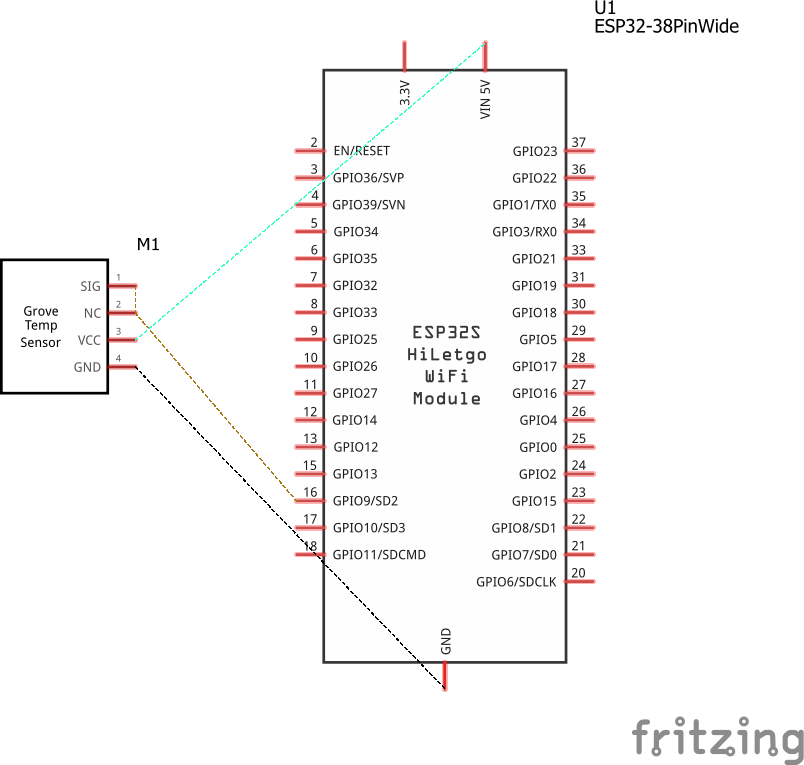 U1
ESP32-38PinWide
3.3V
VIN 5V
2 EN/RESET
3 GPIO36/SVP
4 GPIO39/SVN
5 GPIO34
6 GPIO35
7 GPIO32
8 GPIO33
9 GPIO25
10 GPIO26
11 GPIO27
12 GPIO14
13 GPIO12
15 GPIO13
16 GPIO9/SD2
17 GPIO10/SD3
18 GPIO11/SDCMD
GPIO23 37
GPIO22 36
GPIO1/TX0 35
GPIO3/RX0 34
GPIO21 33
GPIO19 31
GPIO18 30
GPIO5 29
GPIO17 28
GPIO16 27
GPIO4 26
GPIO0 25
GPIO2 24
GPIO15 23
GPIO8/SD1 22
GPIO7/SD0 21
GPIO6/SDCLK 20
ESP32S
HiLetgo
WiFi
Module
GND
M1
Grove
Temp
Sensor
SIG 1
NC 2
VCC 3
GND 4
fritzing